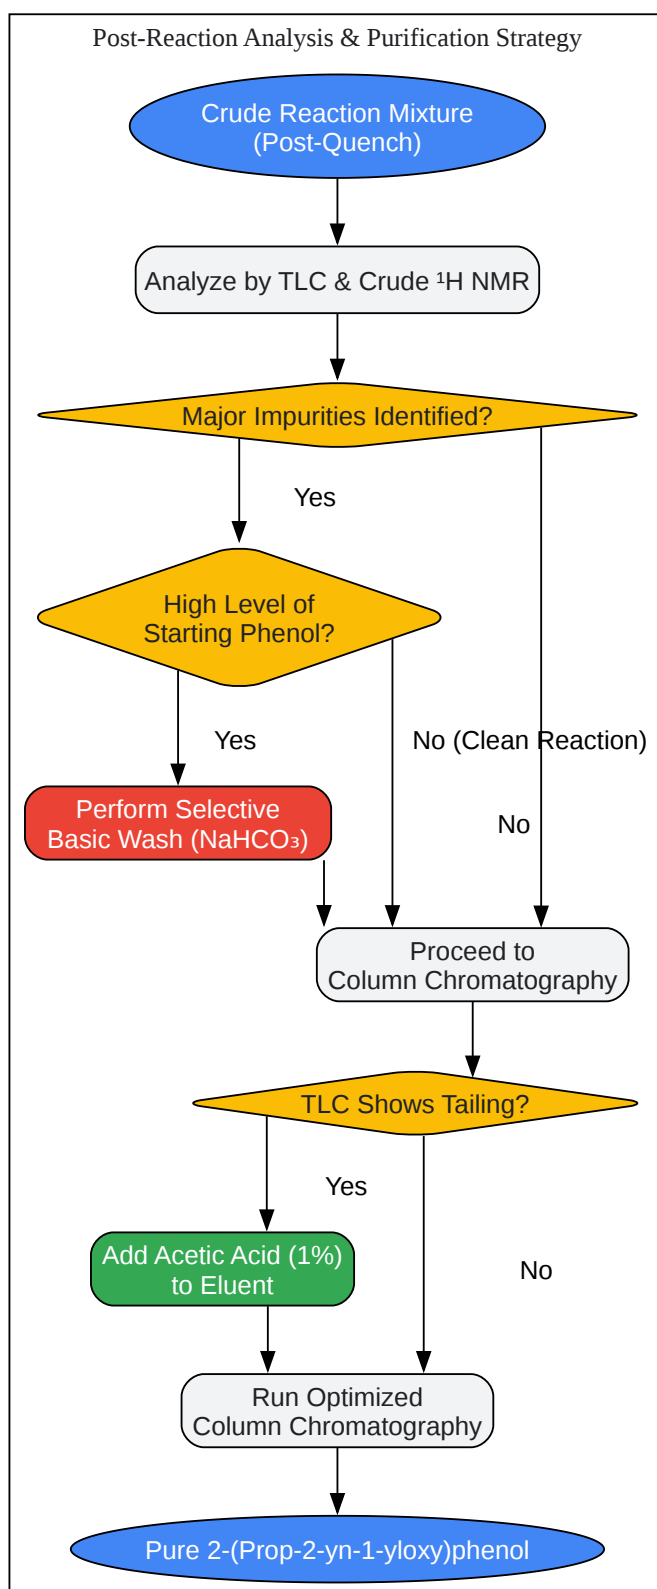 Post-Reaction Analysis & Purification Strategy
Crude Reaction Mixture
(Post-Quench)
Analyze by TLC & Crude ¹H NMR
Major Impurities Identified?
Yes
High Level of
Starting Phenol?
Yes
No (Clean Reaction)
Perform Selective
Basic Wash (NaHCO₃)
No
Proceed to
Column Chromatography
TLC Shows Tailing?
Yes
Add Acetic Acid (1%)
to Eluent
No
Run Optimized
Column Chromatography
Pure 2-(Prop-2-yn-1-yloxy)phenol